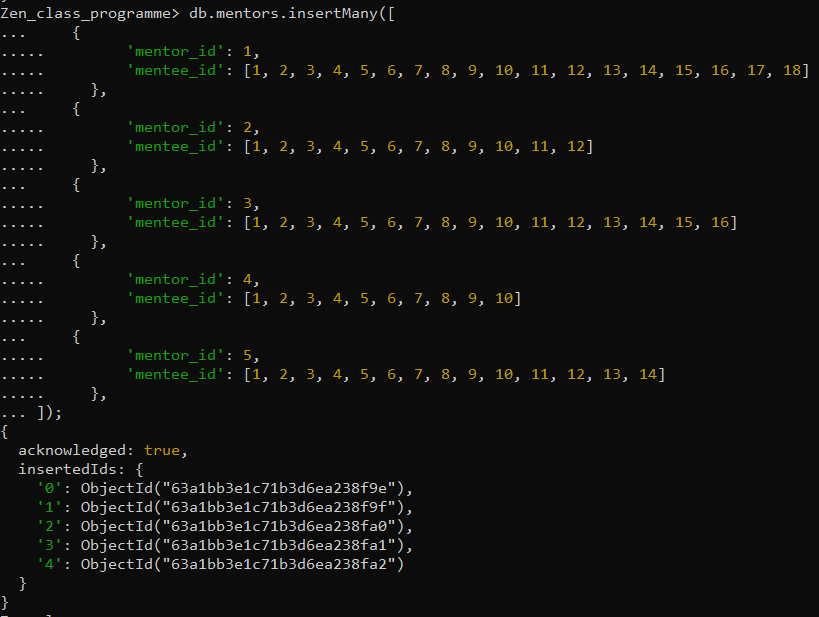 Zen_class_programme> db.mentors.insertMany([
...     {
.....         'mentor_id': 1,
.....         'mentee_id': [1, 2, 3, 4, 5, 6, 7, 8, 9, 10, 11, 12, 13, 14, 15, 16, 17, 18]
.....     },
...     {
.....         'mentor_id': 2,
.....         'mentee_id': [1, 2, 3, 4, 5, 6, 7, 8, 9, 10, 11, 12]
.....     },
...     {
.....         'mentor_id': 3,
.....         'mentee_id': [1, 2, 3, 4, 5, 6, 7, 8, 9, 10, 11, 12, 13, 14, 15, 16]
.....     },
...     {
.....         'mentor_id': 4,
.....         'mentee_id': [1, 2, 3, 4, 5, 6, 7, 8, 9, 10]
.....     },
...     {
.....         'mentor_id': 5,
.....         'mentee_id': [1, 2, 3, 4, 5, 6, 7, 8, 9, 10, 11, 12, 13, 14]
.....     },
... ]);
{
  acknowledged: true,
  insertedIds: {
    '0': ObjectId("63a1bb3e1c71b3d6ea238f9e"),
    '1': ObjectId("63a1bb3e1c71b3d6ea238f9f"),
    '2': ObjectId("63a1bb3e1c71b3d6ea238fa0"),
    '3': ObjectId("63a1bb3e1c71b3d6ea238fa1"),
    '4': ObjectId("63a1bb3e1c71b3d6ea238fa2")
  }
}